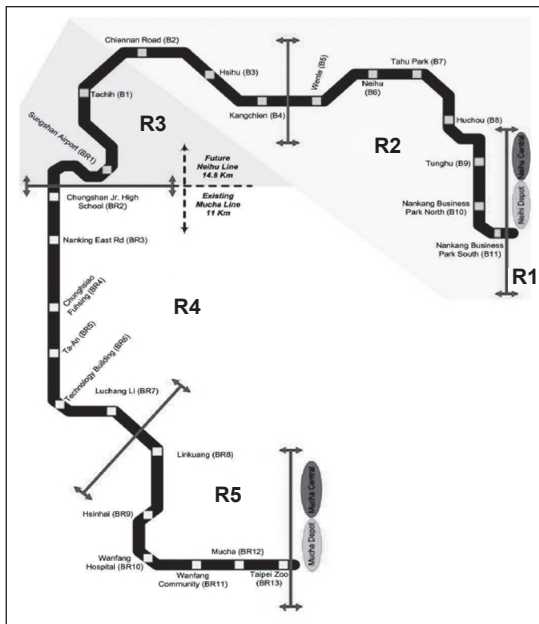 Chiennan Road (B2)
Hsihu (B3)
Kangchien (B4)
Wente (B5)
Neihu
(B6)
Tahu Park (B7)
Huchou (B8)
Tunghu (B9)
Nankang Business
Park North (B10)
Nankang Business
Park South (B11)
Neihu Central
Neihi Depot
R1
R2
R3
Tachih (B1)
Sungshan Airport (BR1)
Future
Neihu Line
14.8 Km
Existing
Mucha Line
11 Km
Chungshan Jr. High
School (BR2)
Nanking East Rd (BR3)
Chunghsiao
Fuhsing (BR4)
R4
Ta-An (BR5)
Technology Building (BR6)
Luchang Li (BR7)
Linkuang (BR8)
R5
Hsinhai (BR9)
Wanfang
Hospital (BR10)
Wanfang
Community (BR11)
Mucha (BR12)
Taipei Zoo
(BR13)
Mucha Central
Mucha Depot